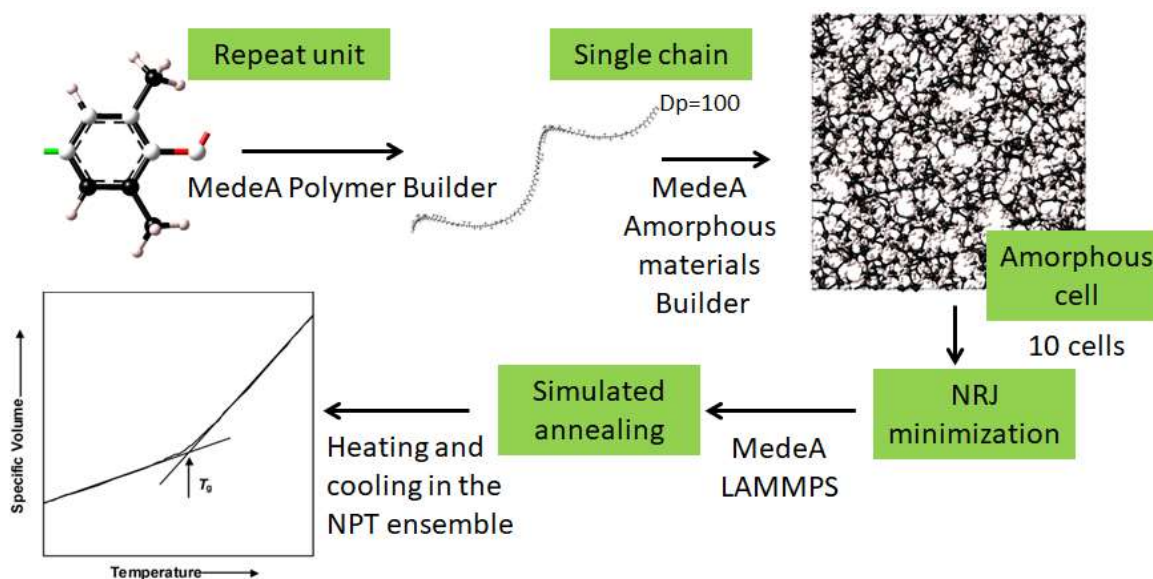 Repeat unit
MedeA Polymer Builder
Single chain
Dp=100
MedeA
Amorphous
materials
Builder
Amorphous
cell
10 cells
NRJ
minimization
MedeA
LAMMPS
Simulated
annealing
Heating and
cooling in the
NPT ensemble
Specific Volume
Tg
Temperature